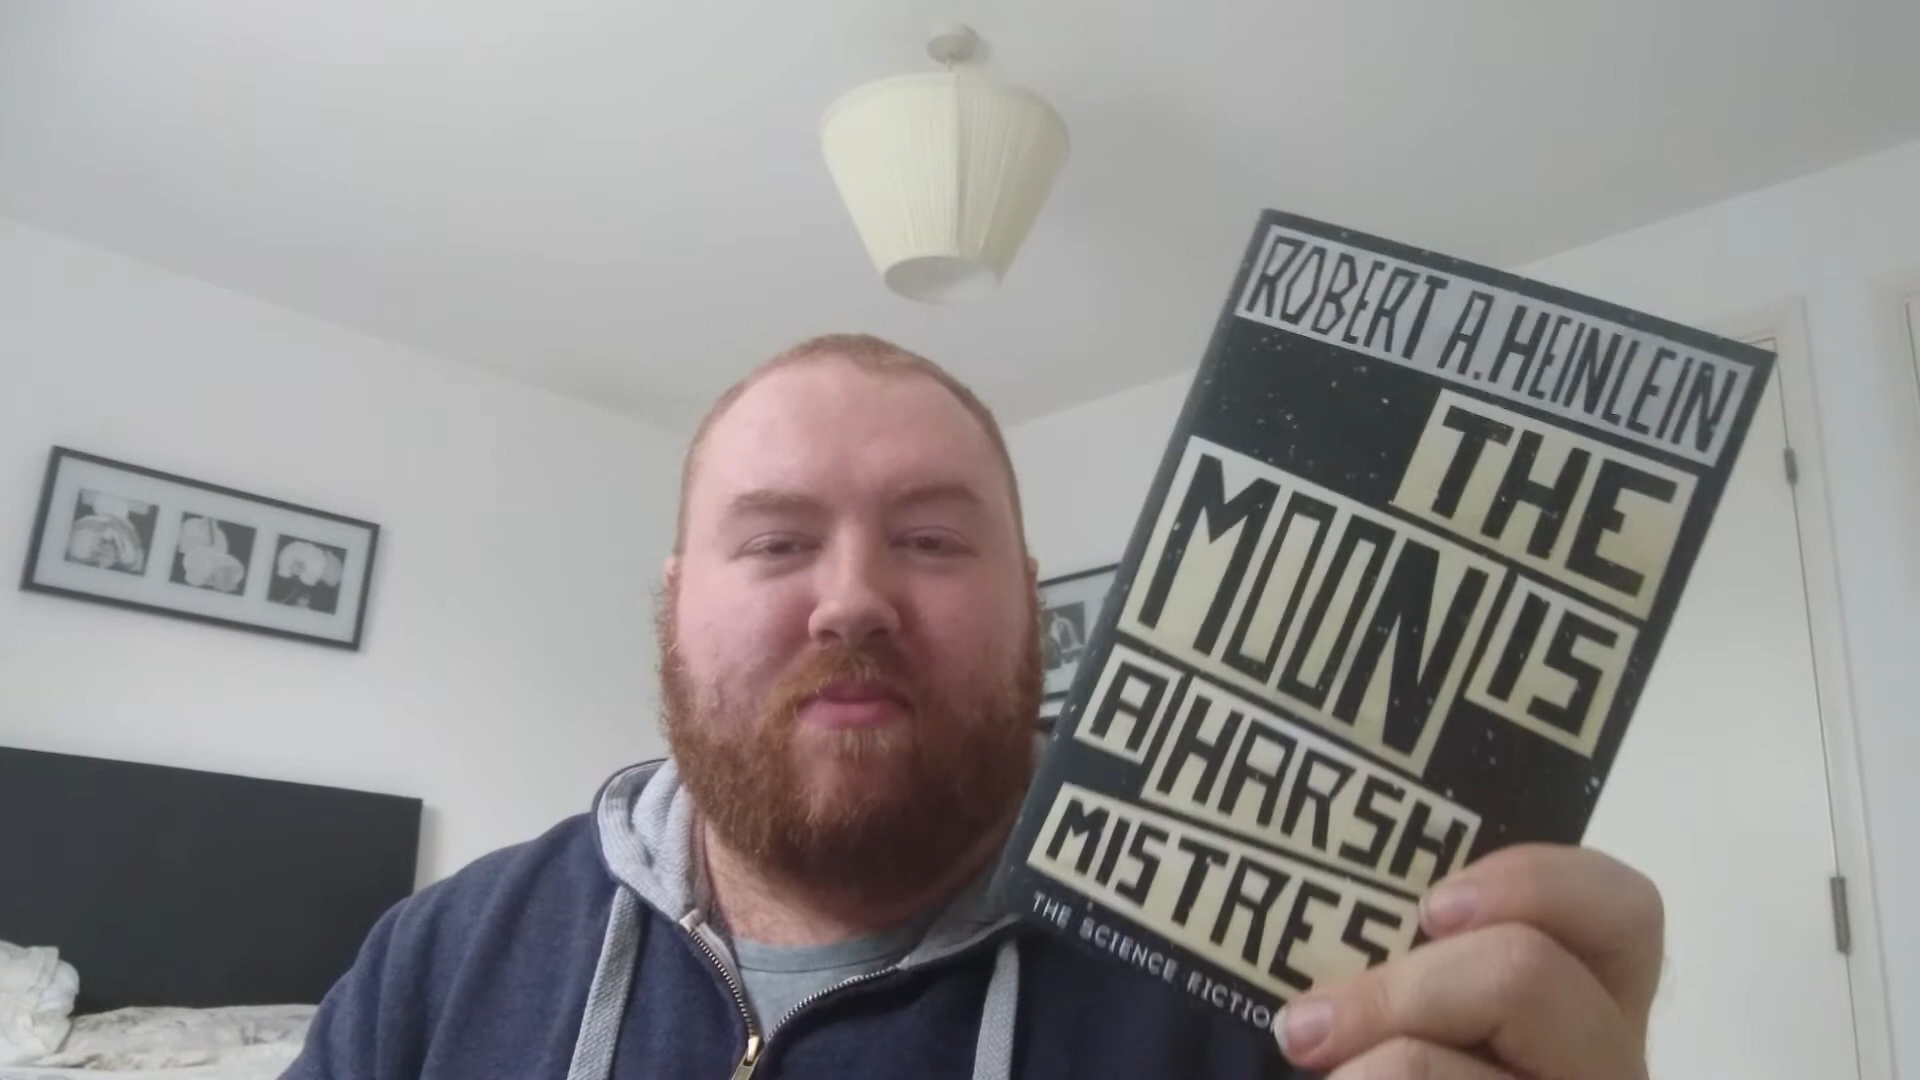 ROBERT A. HEINLEIN
THE
MOON IS
A HARSH
MISTRES
THE SCIENCE FICTIO